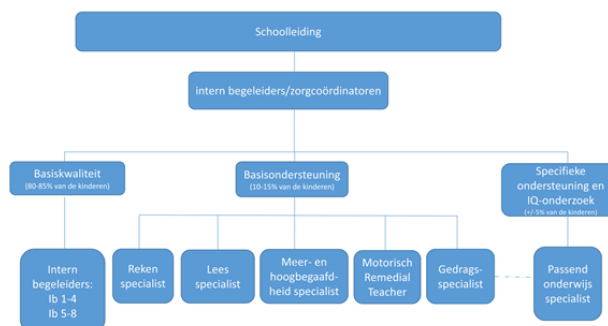 Schoolleiding
intern begeleiders/zorgcoördinatoren
Basiskwaliteit
(80-85% van de kinderen)
Basisondersteuning
(10-15% van de kinderen)
Specifieke
ondersteuning en
IQ-onderzoek
(+/-5% van de kinderen)
Intern
begeleiders:
Ib 1-4
Ib 5-8
Reken
specialist
Lees
specialist
Meer- en
hoogbegaafd-
heid specialist
Motorisch
Remedial
Teacher
Gedrags-
specialist
Passend
onderwijs
specialist